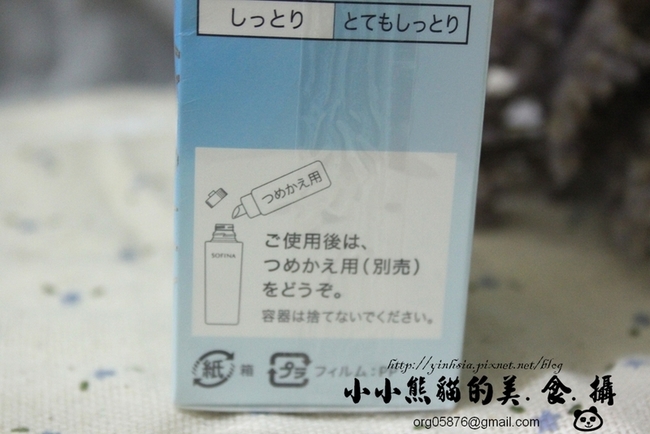 しっとり とてもしっとり
つめかえ用
SOFINA
ご使用後は、
つめかえ用(別売)
をどうぞ。
容器は捨てないでください。
紙 箱 プラ フィルム:P
http://yinhsia.pixnet.net/blog
小小熊貓的美.食.攝
org05876@gmail.com